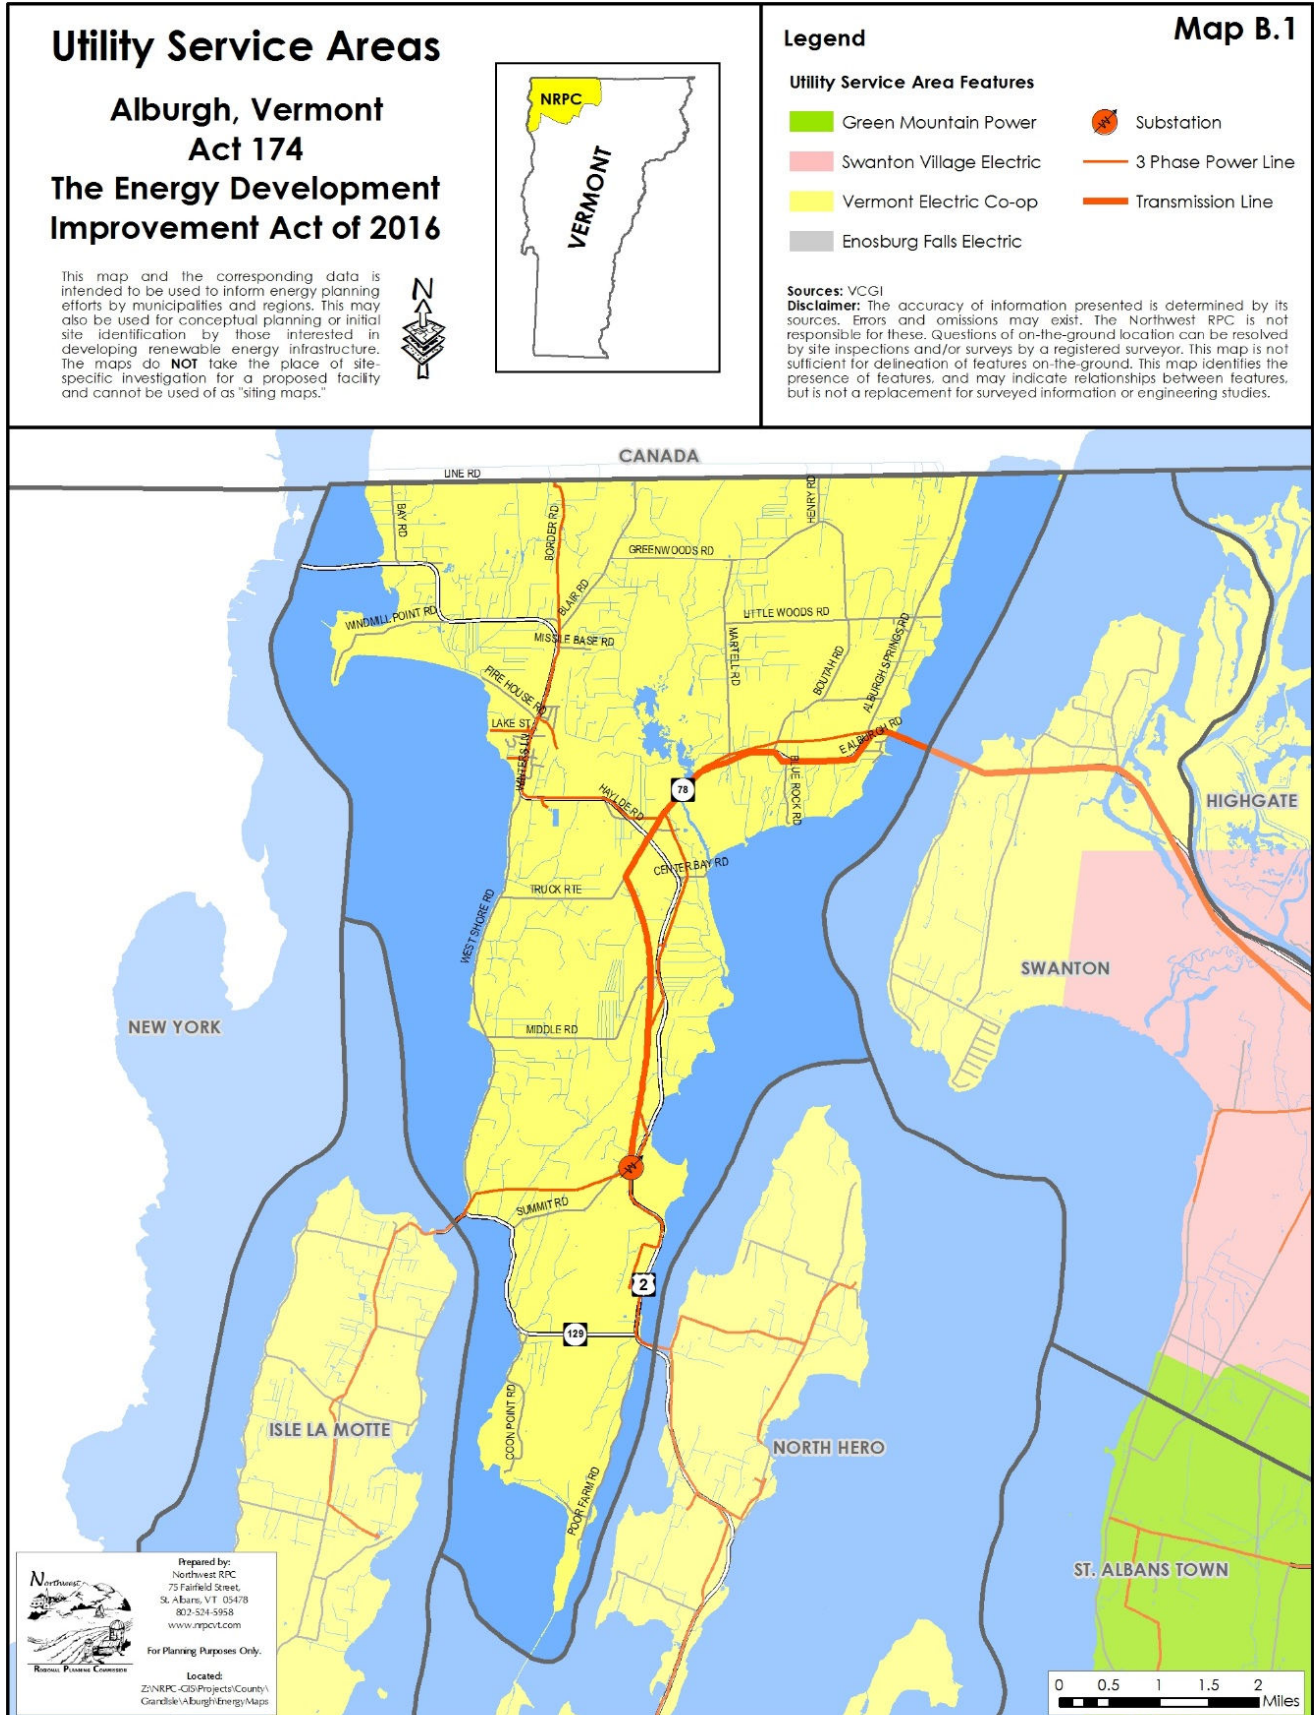 Utility Service Areas
Alburgh, Vermont
Act 174
The Energy Development
Improvement Act of 2016
This map and the corresponding data is
intended to be used to inform energy planning
efforts by municipalities and regions. This may
also be used for conceptual planning or initial
site identification by those interested in
developing renewable energy infrastructure.
The maps do NOT take the place of site-
specific investigation for a proposed facility
and cannot be used of as "siting maps."
N
NRPC
VERMONT
Map B.1
Legend
Utility Service Area Features
Green Mountain Power
Swanton Village Electric
Vermont Electric Co-op
Enosburg Falls Electric
Substation
3 Phase Power Line
Transmission Line
Sources: VCGI
Disclaimer: The accuracy of information presented is determined by its
sources. Errors and omissions may exist. The Northwest RPC is not
responsible for these. Questions of on-the-ground location can be resolved
by site inspections and/or surveys by a registered surveyor. This map is not
sufficient for delineation of features on-the-ground. This map identifies the
presence of features, and may indicate relationships between features,
but is not a replacement for surveyed information or engineering studies.
CANADA
LINE RD
BAY RD
BORDER RD
HENRY RD
GREENWOODS RD
BLAIR RD
WINDMILL POINT RD
LITTLE WOODS RD
MISSILE BASE RD
MARTELL RD
BOUTAH RD
ALBURGH SPRINGS RD
FIRE HOUSE RD
LAKE ST
WINTERS LN
E ALBURGH RD
BLUE ROCK RD
78
HAYLDE RD
HIGHGATE
CENTER BAY RD
TRUCK RTE
WEST SHORE RD
SWANTON
NEW YORK
MIDDLE RD
SUMMIT RD
2
129
COON POINT RD
ISLE LA MOTTE
NORTH HERO
POOR FARM RD
ST. ALBANS TOWN
Northwest
REGIONAL PLANNING COMMISSION
Prepared by:
Northwest RPC
75 Fairfield Street,
St. Albans, VT 05478
802-524-5958
www.nrpcvt.com
For Planning Purposes Only.
Located:
Z:\NRPC-GIS\Projects\County\
GrandIsle\Alburgh\EnergyMaps
0 0.5 1 1.5 2
Miles